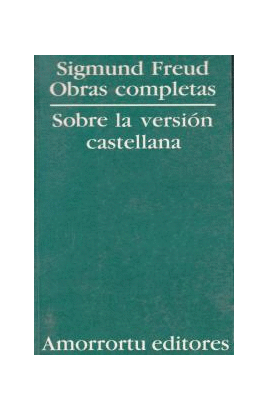 Sigmund Freud
Obras completas
Sobre la versión
castellana
Amorrortu editores